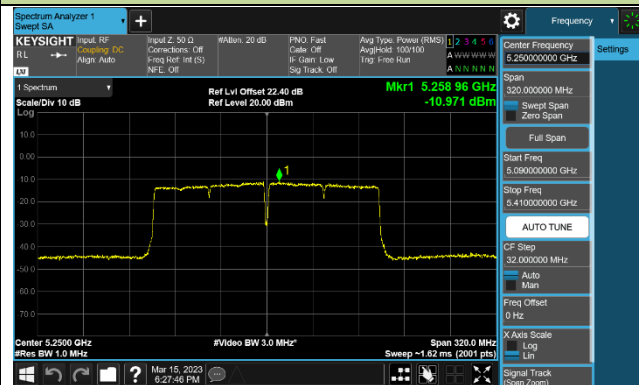 Spectrum Analyzer 1
Swept SA
Frequency
KEYSIGHT
RL
LXI
Input: RF
Coupling: DC
Align: Auto
Input Z: 50 Ω
Corrections: Off
Freq Ref: Int (S)
NFE: Off
#Atten: 20 dB
PNO: Fast
Gate: Off
IF Gain: Low
Sig Track: Off
Avg Type: Power (RMS)
Avg|Hold: 100/100
Trig: Free Run
1 2 3 4 5 6
A W W W W W
A N N N N N
1 Spectrum
Scale/Div 10 dB
Log
Ref Lvl Offset 22.40 dB
Ref Level 20.00 dBm
Mkr1 5.258 96 GHz
-10.971 dBm
10.0
0.00
-10.0
-20.0
-30.0
-40.0
-50.0
-60.0
-70.0
1
Center 5.2500 GHz
#Res BW 1.0 MHz
#Video BW 3.0 MHz*
Span 320.0 MHz
Sweep ~1.62 ms (2001 pts)
Mar 15, 2023
6:27:46 PM
Settings
Center Frequency
5.250000000 GHz
Span
320.000000 MHz
Swept Span
Zero Span
Full Span
Start Freq
5.090000000 GHz
Stop Freq
5.410000000 GHz
AUTO TUNE
CF Step
32.000000 MHz
Auto
Man
Freq Offset
0 Hz
X Axis Scale
Log
Lin
Signal Track
(Span Zoom)